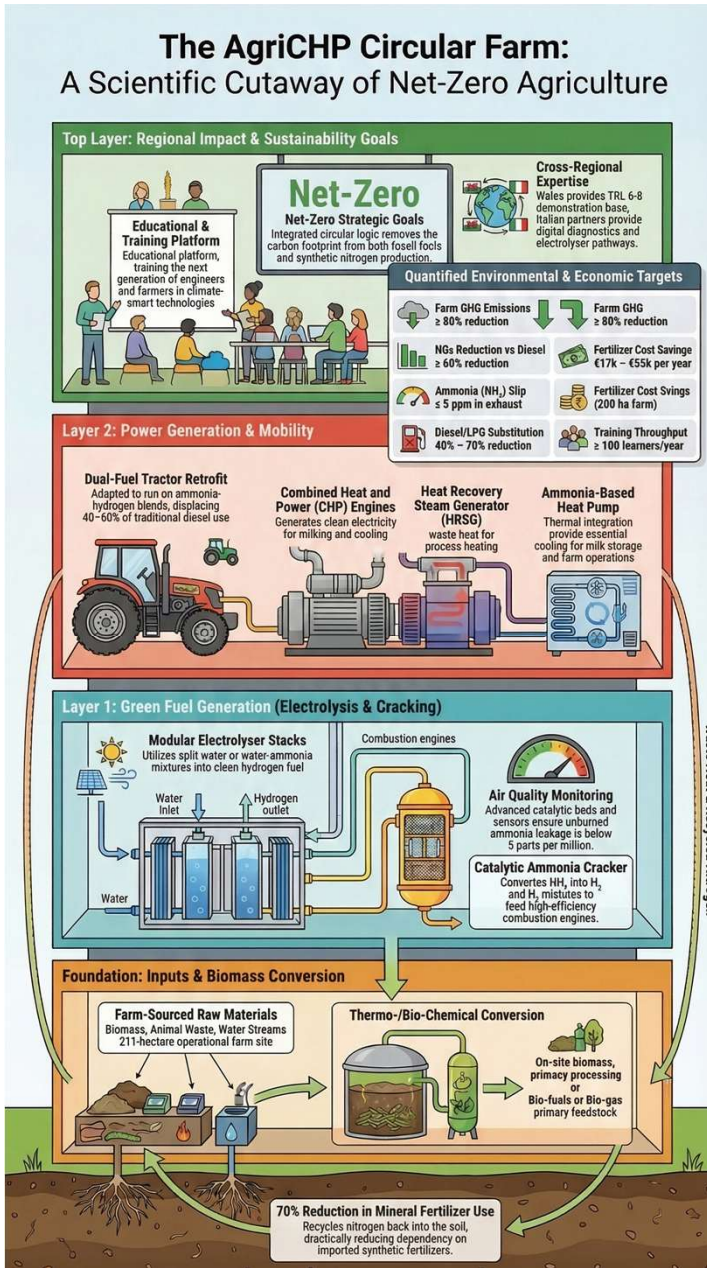 The AgriCHP Circular Farm:
A Scientific Cutaway of Net-Zero Agriculture
Top Layer: Regional Impact & Sustainability Goals
Educational &
Training Platform
Educational platform,
training the next
generation of engineers
and farmers in climate-
smart technologies
Net-Zero
Net-Zero Strategic Goals
Integrated circular logic removes the
carbon footprint from both fosell fools
and synthetic nitrogen production.
Cross-Regional
Expertise
Wales provides TRL 6-8
demonstration base,
Italian partners provide
digital diagnostics and
electrolyser pathways.
Quantified Environmental & Economic Targets
Farm GHG Emissions
≥ 80% reduction
Farm GHG
≥ 80% reduction
NGs Reduction vs Diesel
≥ 60% reduction
Fertilizer Cost Savinge
€17k – €55k per year
Ammonia (NH₂) Slip
≤ 5 ppm in exhaust
Fertilizer Cost Svings
(200 ha farm)
Diesel/LPG Substitution
40% – 70% reduction
Training Throughput
≥ 100 learners/year
Layer 2: Power Generation & Mobility
Dual-Fuel Tractor Retrofit
Adapted to run on ammonia-
hydrogen blends, displacing
40–60% of traditional diesel use
Combined Heat and
Power (CHP) Engines
Generates clean electricity
for milking and cooling
Heat Recovery
Steam Generator
(HRSG)
waste heat for
process heating
Ammonia-Based
Heat Pump
Thermal integration
provide essential
cooling for milk storage
and farm operations
Layer 1: Green Fuel Generation (Electrolysis & Cracking)
Modular Electrolyser Stacks
Utilizes split water or water-ammonia
mixtures into clean hydrogen fuel
Water
Inlet
Hydrogen
outlet
Water
Combustion engines
Air Quality Monitoring
Advanced catalytic beds and
sensors ensure unburned
ammonia leakage is below
5 parts per million.
Catalytic Ammonia Cracker
Convertes HH, into H₂
and H₂ mistutes to
feed high-efficiency
combustion engines.
Foundation: Inputs & Biomass Conversion
Farm-Sourced Raw Materials
Biomass, Animal Waste, Water Streams
211-hectare operational farm site
Thermo-/Bio-Chemical Conversion
On-site biomass,
primacy processing
or
Bio-fuals or Bio-gas
primary feedstock
70% Reduction in Mineral Fertilizer Use
Recycles nitrogen back into the soil,
dractically reducing dependency on
imported synthetic fertilizers.